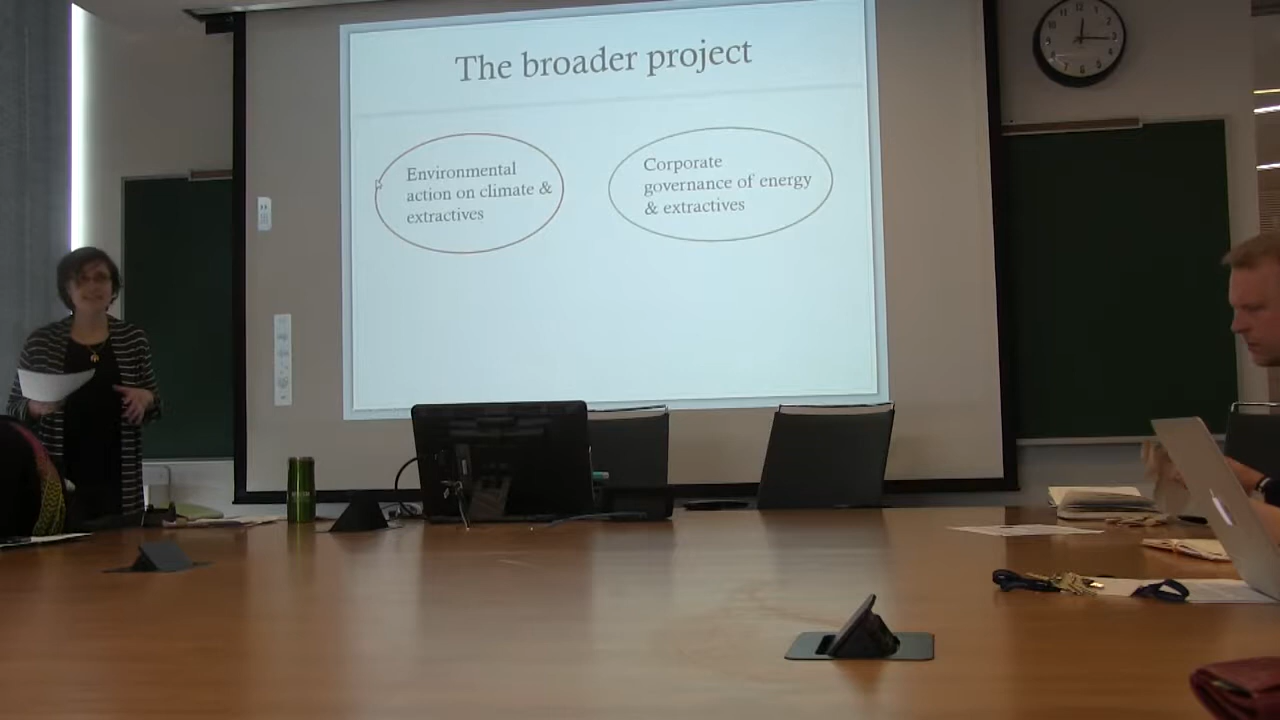 The broader project
Environmental
action on climate &
extractives
Corporate
governance of energy
& extractives